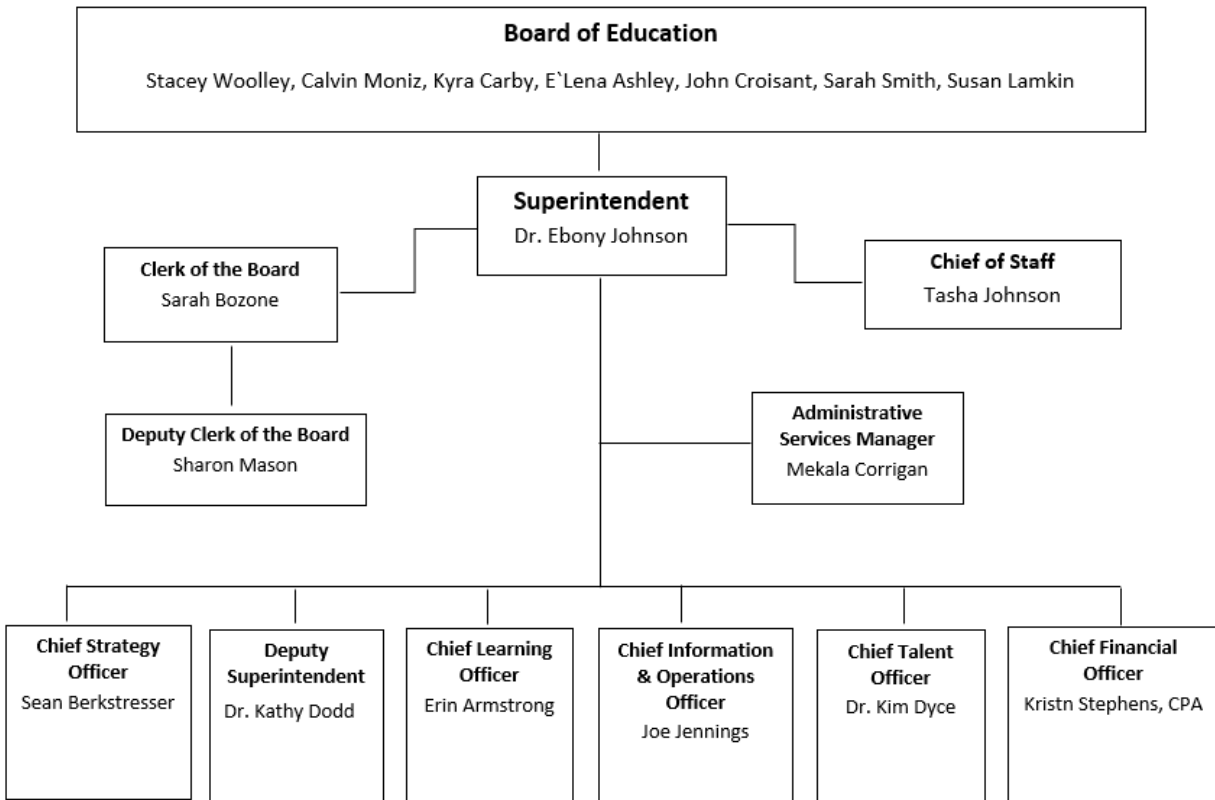 Board of Education
Stacey Woolley, Calvin Moniz, Kyra Carby, E`Lena Ashley, John Croisant, Sarah Smith, Susan Lamkin
Superintendent
Dr. Ebony Johnson
Clerk of the Board
Sarah Bozone
Chief of Staff
Tasha Johnson
Deputy Clerk of the Board
Sharon Mason
Administrative
Services Manager
Mekala Corrigan
Chief Strategy
Officer
Sean Berkstresser
Deputy
Superintendent
Dr. Kathy Dodd
Chief Learning
Officer
Erin Armstrong
Chief Information
& Operations
Officer
Joe Jennings
Chief Talent
Officer
Dr. Kim Dyce
Chief Financial
Officer
Kristn Stephens, CPA